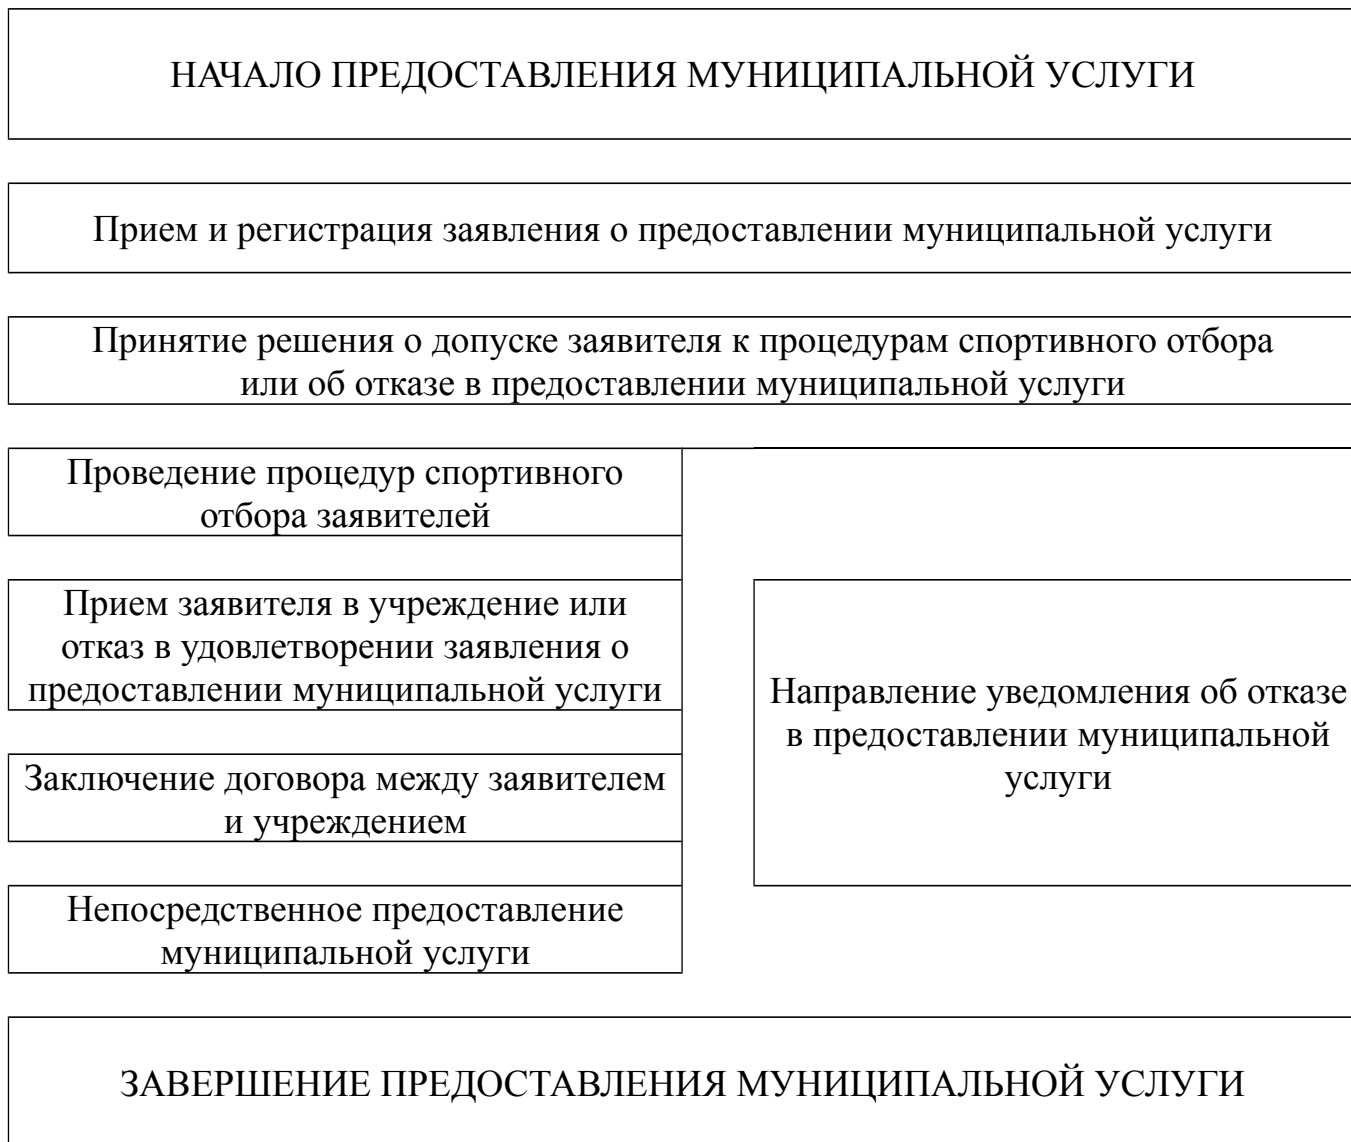 НАЧАЛО ПРЕДОСТАВЛЕНИЯ МУНИЦИПАЛЬНОЙ УСЛУГИ
Прием и регистрация заявления о предоставлении муниципальной услуги
Принятие решения о допуске заявителя к процедурам спортивного отбора
или об отказе в предоставлении муниципальной услуги
Проведение процедур спортивного
отбора заявителей
Прием заявителя в учреждение или
отказ в удовлетворении заявления о
предоставлении муниципальной услуги
Заключение договора между заявителем
и учреждением
Непосредственное предоставление
муниципальной услуги
Направление уведомления об отказе
в предоставлении муниципальной
услуги
ЗАВЕРШЕНИЕ ПРЕДОСТАВЛЕНИЯ МУНИЦИПАЛЬНОЙ УСЛУГИ